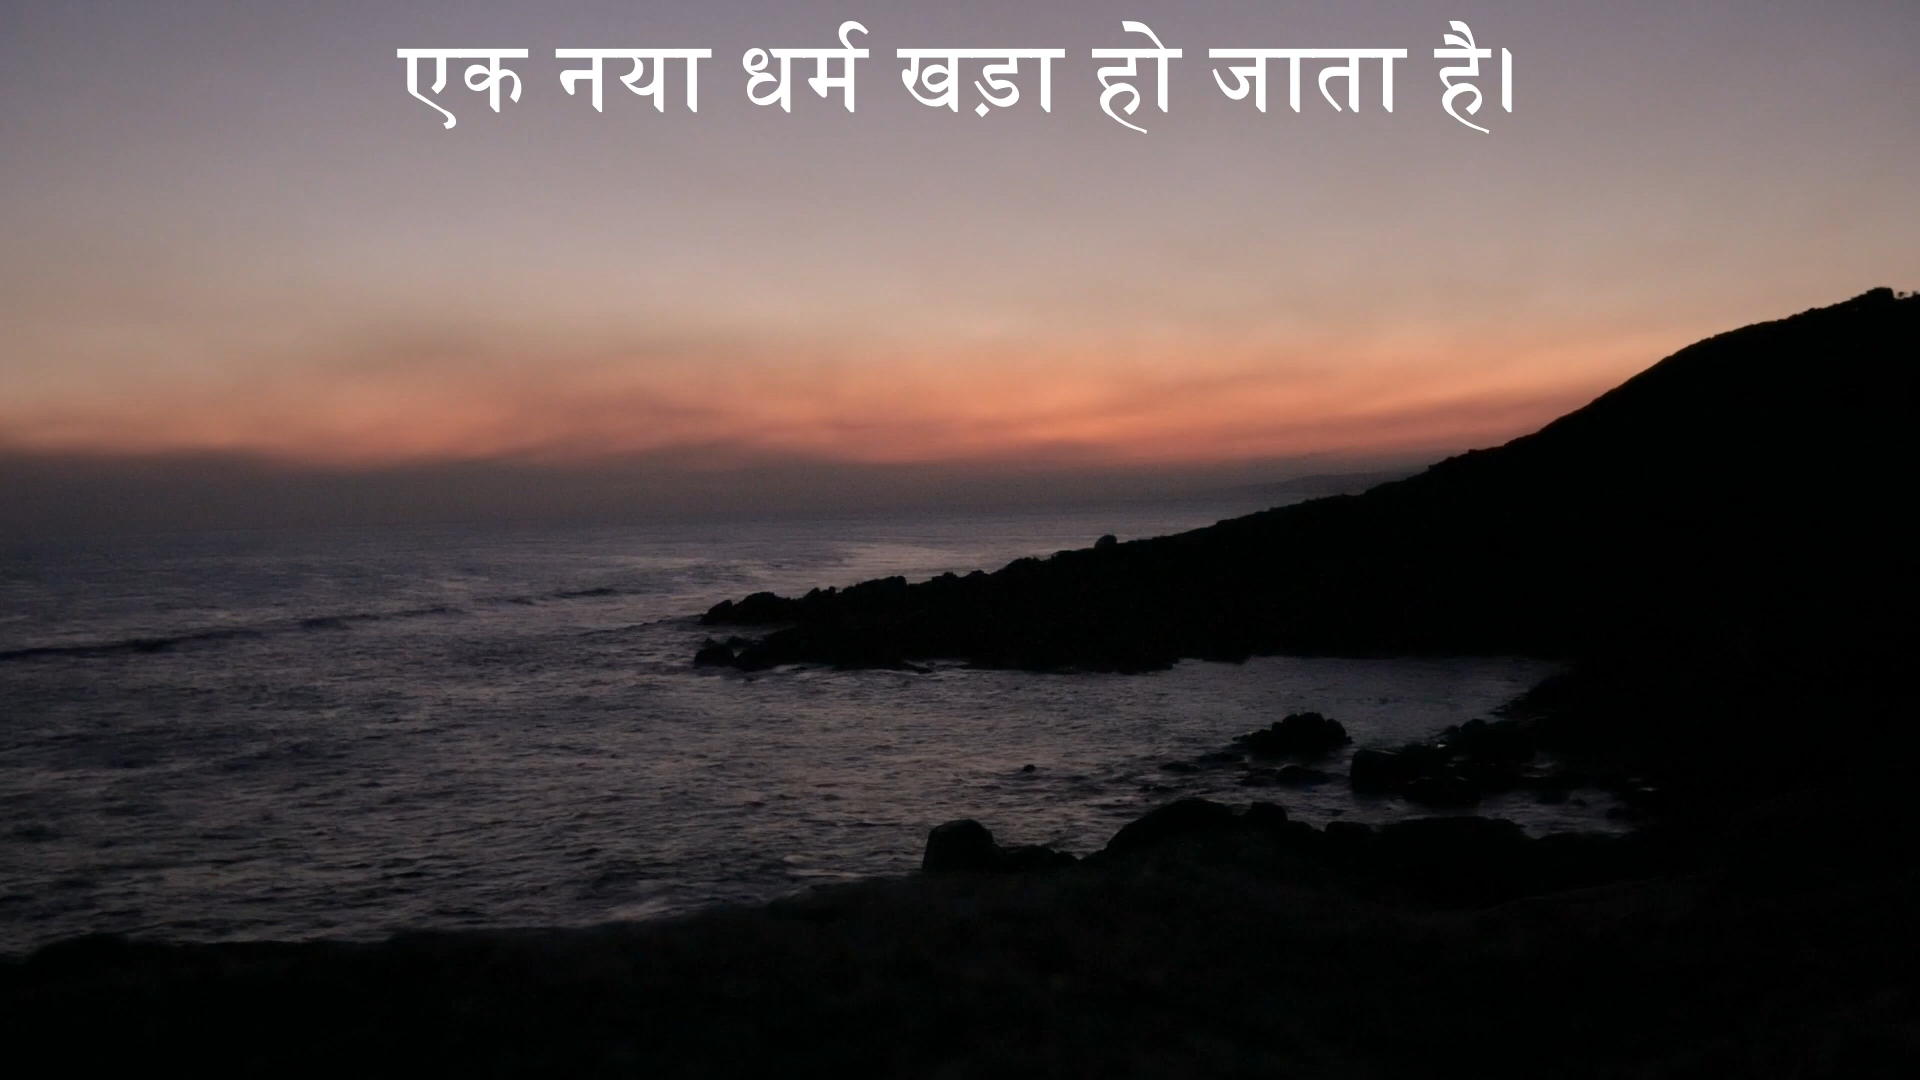 एक नया धर्म खड़ा हो जाता है।